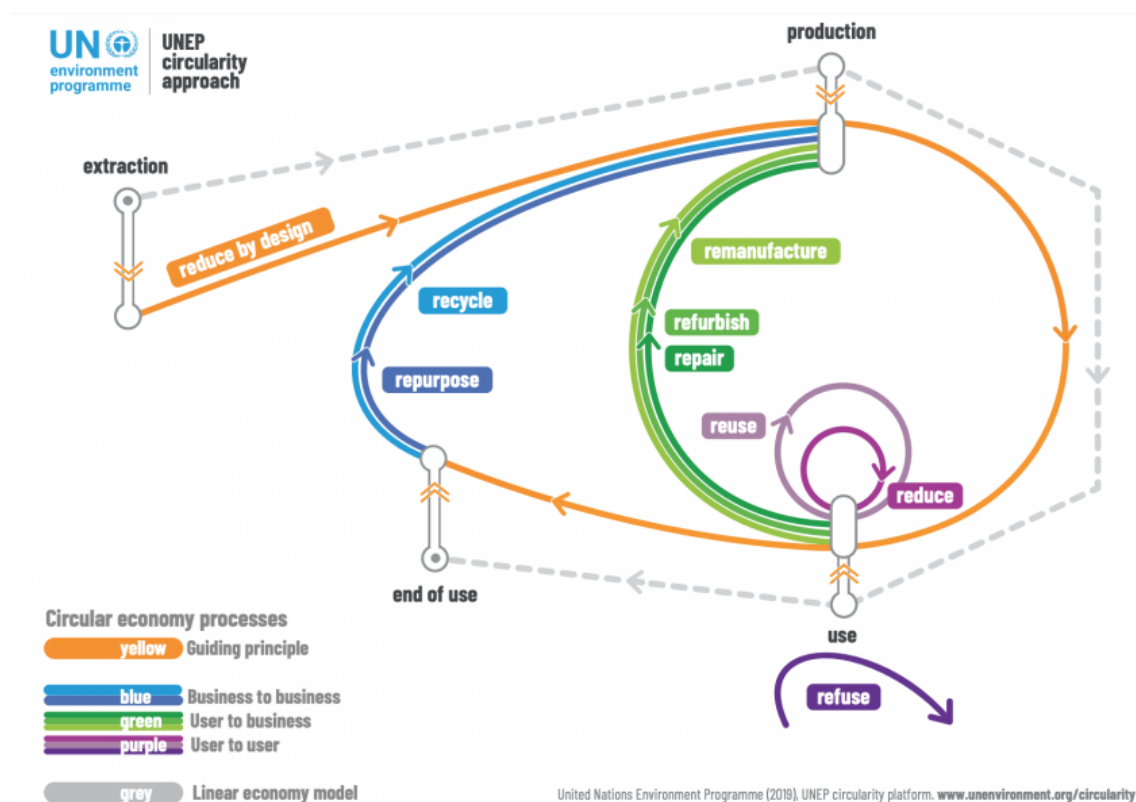 UN
environment
programme
UNEP
circularity
approach
production
extraction
reduce by design
remanufacture
recycle
refurbish
repair
repurpose
reuse
reduce
end of use
use
refuse
Circular economy processes
yellow Guiding principle
blue Business to business
green User to business
purple User to user
grey Linear economy model
United Nations Environment Programme (2019), UNEP circularity platform. www.unenvironment.org/circularity